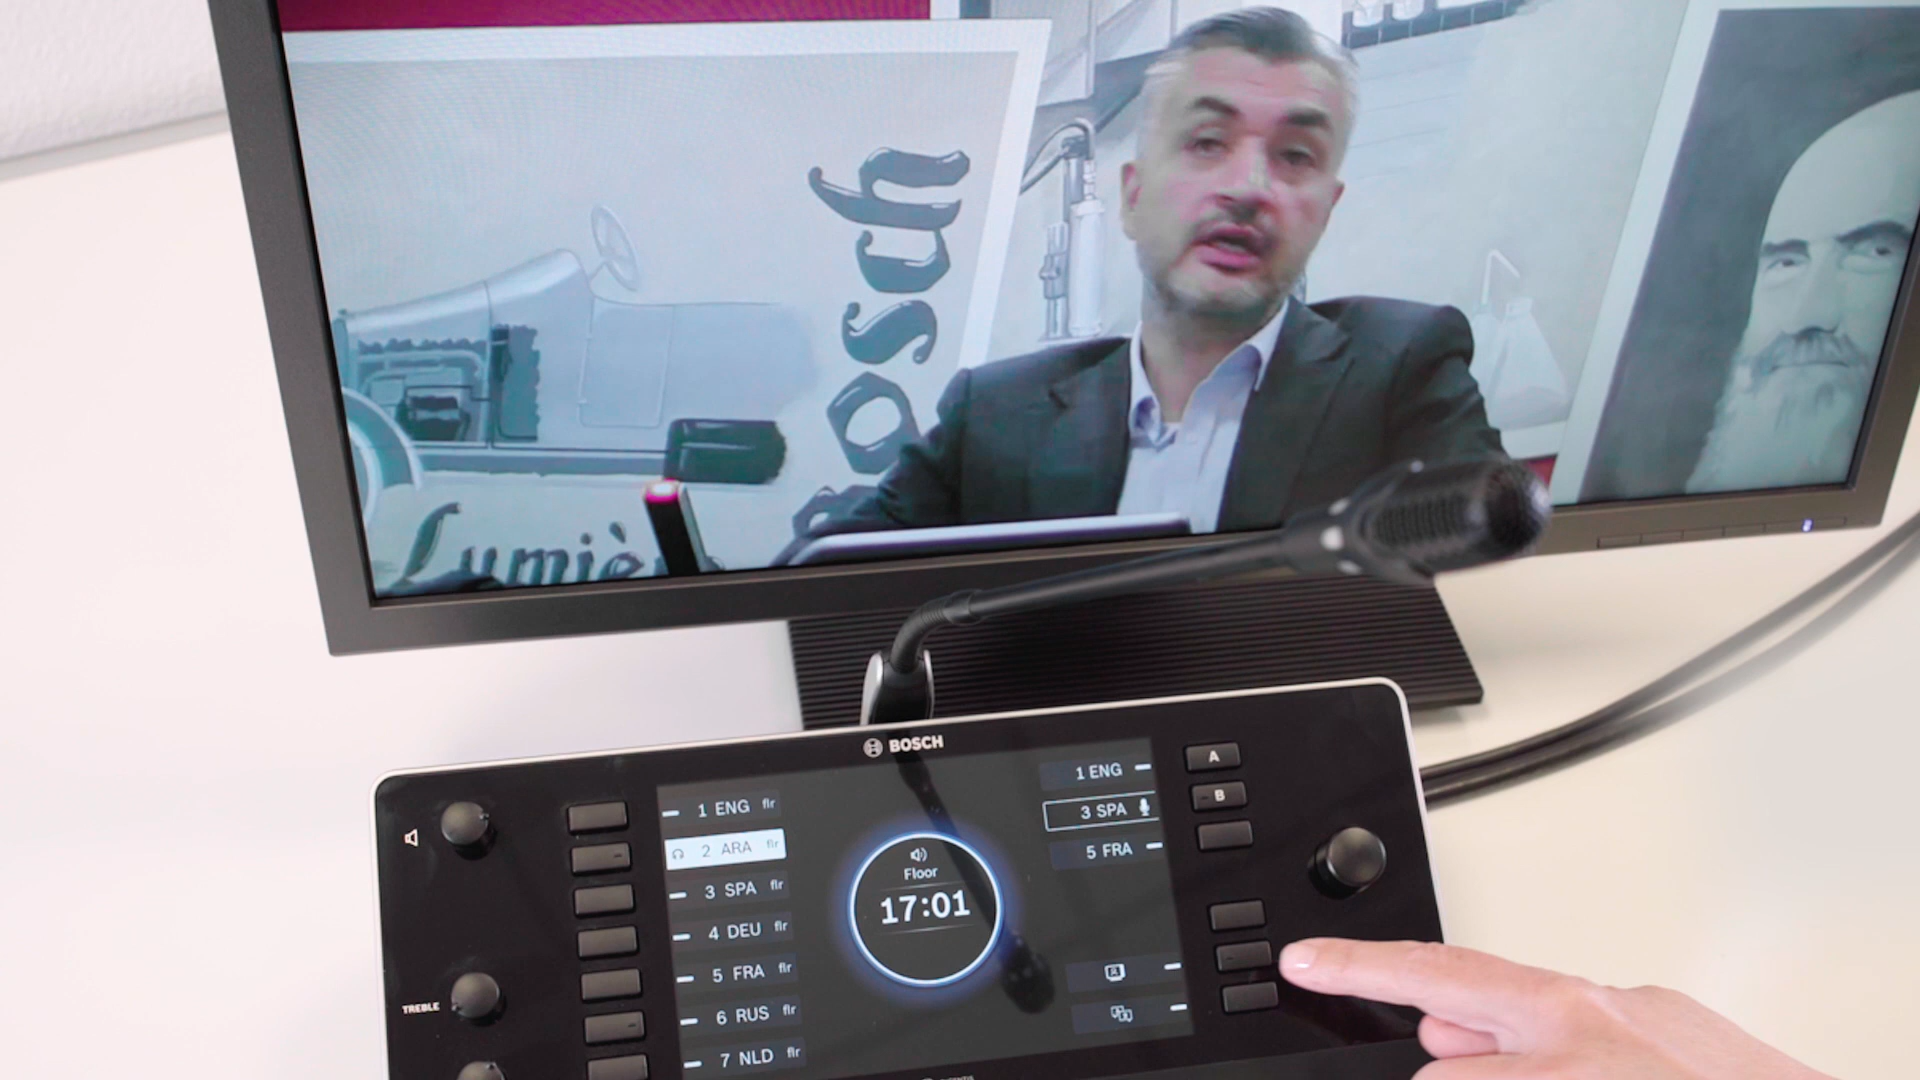 Bosch
Lumiè
BOSCH
1 ENG flr
2 ARA flr
3 SPA flr
4 DEU flr
5 FRA flr
6 RUS flr
7 NLD flr
Floor
17:01
1 ENG
3 SPA
5 FRA
A
B
TREBLE